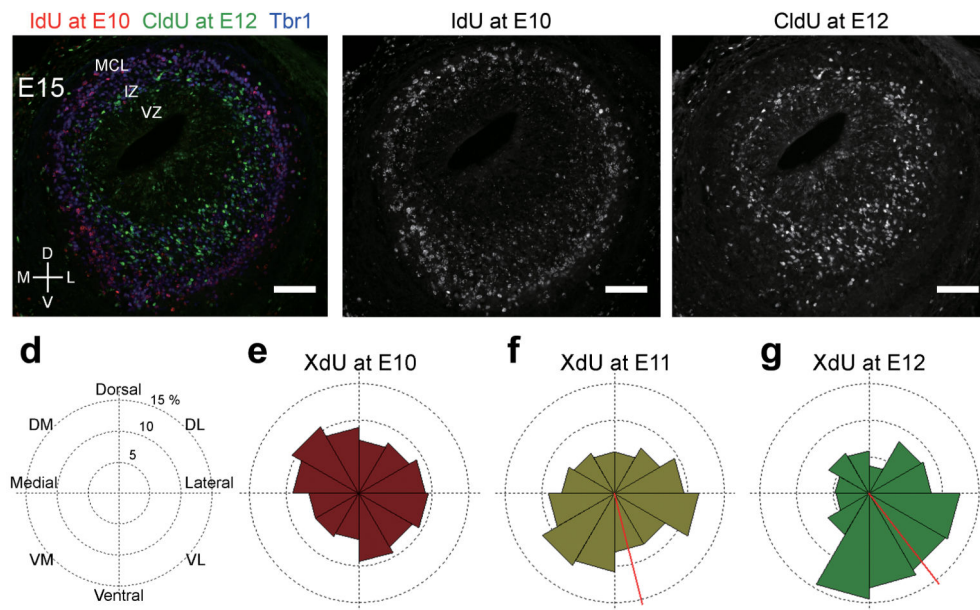 IdU at E10 CldU at E12 Tbr1
IdU at E10
CldU at E12
E15
MCL
IZ
VZ
D
M L
V
d
e
f
g
XdU at E10
XdU at E11
XdU at E12
Dorsal
15 %
DM
DL
10
5
Medial
Lateral
VM
VL
Ventral